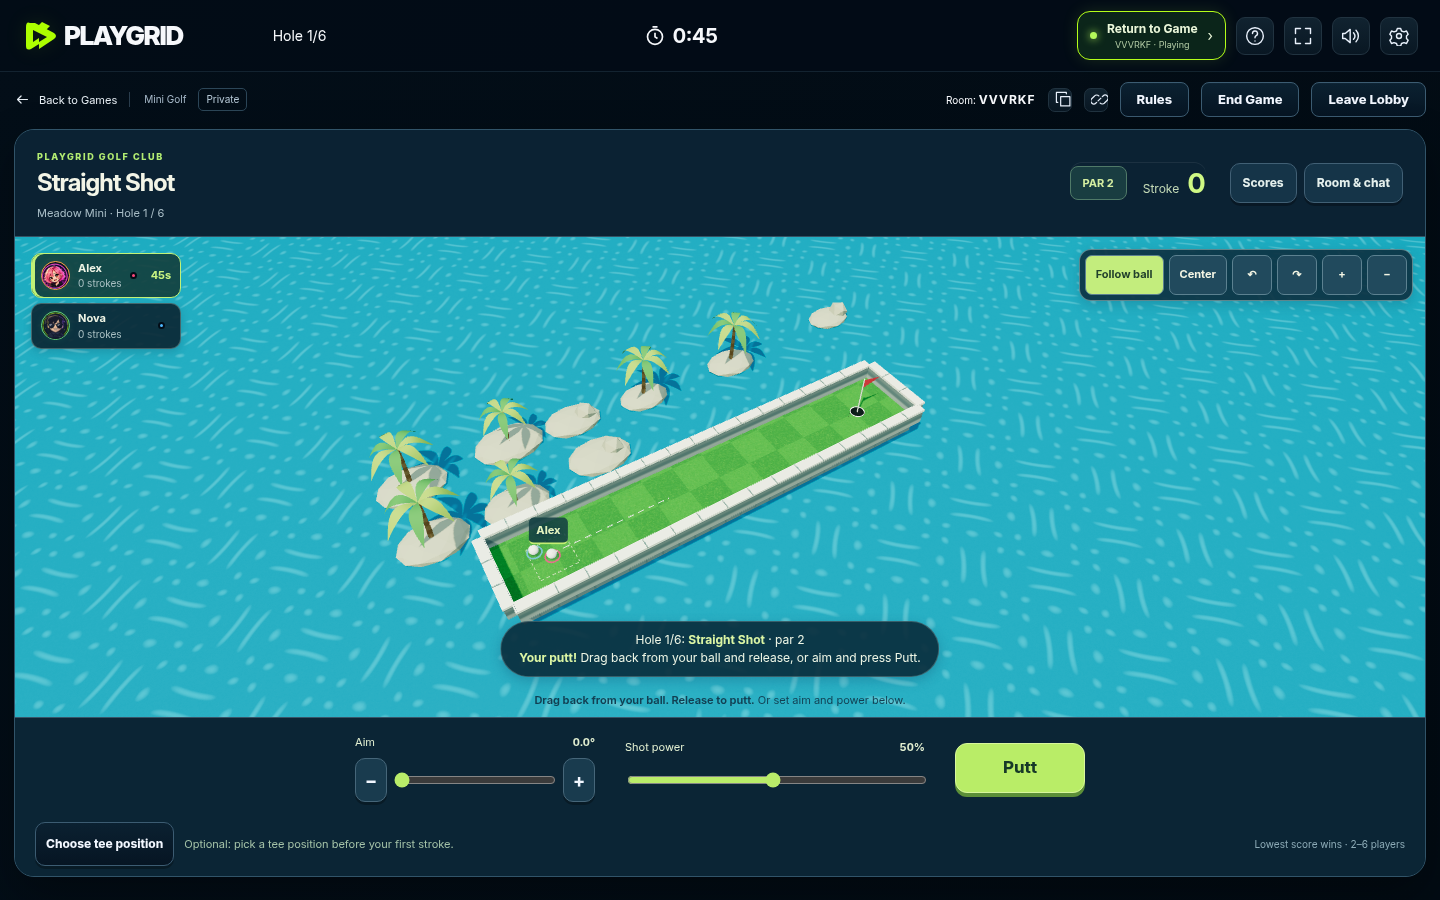 PLAYGRID
Hole 1/6
0:45
Return to Game
VVVRKF · Playing
Back to Games
Mini Golf
Private
Room: VVVRKF
Rules
End Game
Leave Lobby
PLAYGRID GOLF CLUB
Straight Shot
Meadow Mini · Hole 1 / 6
PAR 2
Stroke 0
Scores
Room & chat
Alex
0 strokes
45s
Nova
0 strokes
Follow ball
Center
Alex
Hole 1/6: Straight Shot · par 2
Your putt! Drag back from your ball and release, or aim and press Putt.
Drag back from your ball. Release to putt. Or set aim and power below.
Aim
0.0°
Shot power
50%
Putt
Choose tee position
Optional: pick a tee position before your first stroke.
Lowest score wins · 2–6 players